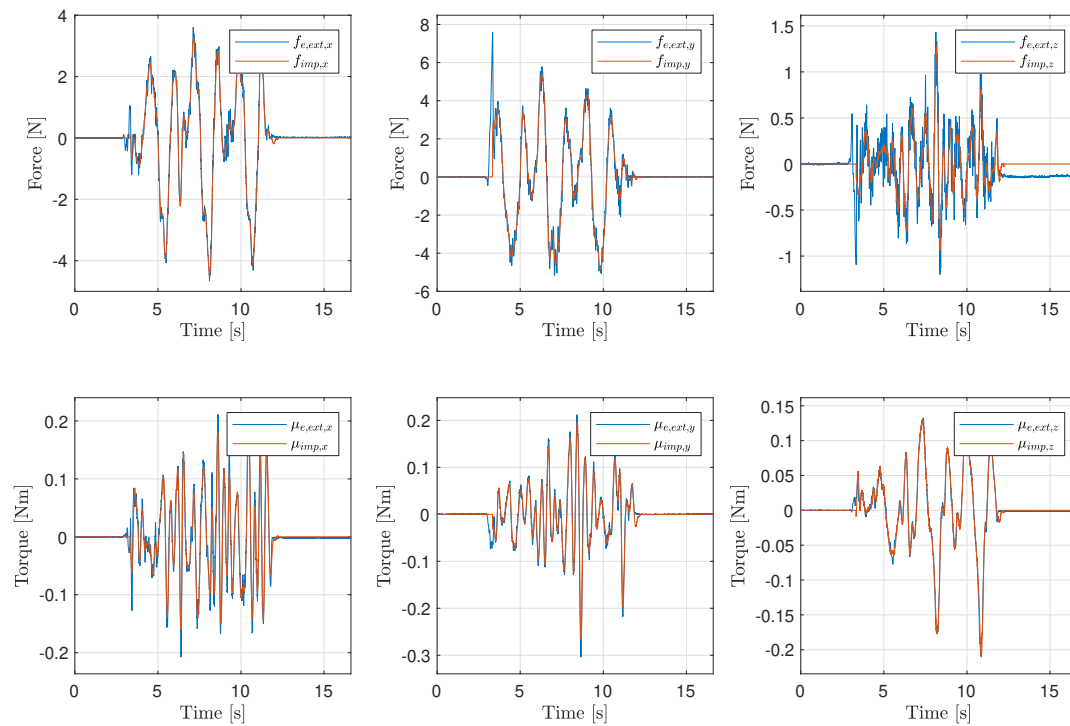 4
2
0
-2
-4
0 5 10 15
Force [N]
Time [s]
f_{e,ext,x}
f_{imp,x}
8
6
4
2
0
-2
-4
-6
0 5 10 15
Force [N]
Time [s]
f_{e,ext,y}
f_{imp,y}
1.5
1
0.5
0
-0.5
-1
0 5 10 15
Force [N]
Time [s]
f_{e,ext,z}
f_{imp,z}
0.2
0.1
0
-0.1
-0.2
0 5 10 15
Torque [Nm]
Time [s]
μ_{e,ext,x}
μ_{imp,x}
0.2
0.1
0
-0.1
-0.2
-0.3
0 5 10 15
Torque [Nm]
Time [s]
μ_{e,ext,y}
μ_{imp,y}
0.15
0.1
0.05
0
-0.05
-0.1
-0.15
-0.2
0 5 10 15
Torque [Nm]
Time [s]
μ_{e,ext,z}
μ_{imp,z}